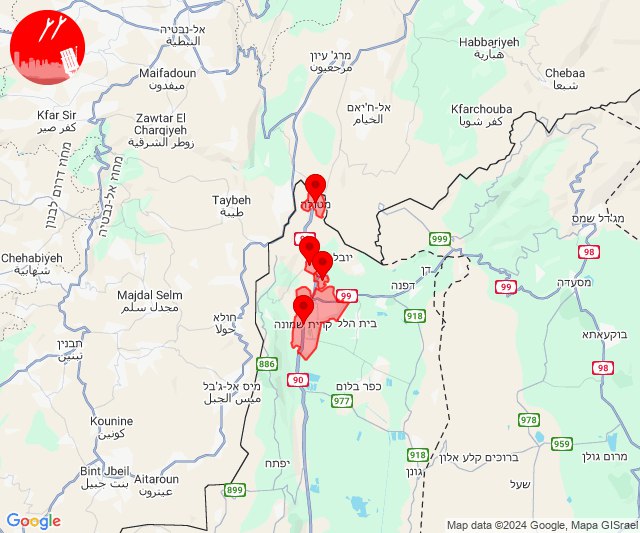 אל-נבטיה
النبطية
מרג' עיון
مرجعيون
Habbariyeh
هبارية
Maifadoun
ميفدون
Chebaa
شبعا
אל-ח'יאם
الخيام
Kfarchouba
كفر شوبا
Kfar Sir
كفر صير
Zawtar El
Charqiyeh
زوطر الشرقية
מחוז דרום לבנון
מחוז אל-נבטיה
Taybeh
طيبة
מטולה
מג'דל שמס
999
98
Chehabiyeh
شهابية
יובל
דן
דפנה
99
99
מסעדה
Majdal Selm
مجدل سلم
חולא
حولا
בית הלל
קרית שמונה
918
תבנין
تبنين
בוקעאתא
886
מיס אל-ג'בל
ميس الجبل
90
כפר בלום
977
98
Kounine
كونين
978
959
Bint Jbeil
بنت جبيل
Aitaroun
عيترون
יפתח
918
גונן
ברוכים קלע אלון
מרום גולן
899
שעל
Google
Map data ©2024 Google, Mapa GISrael